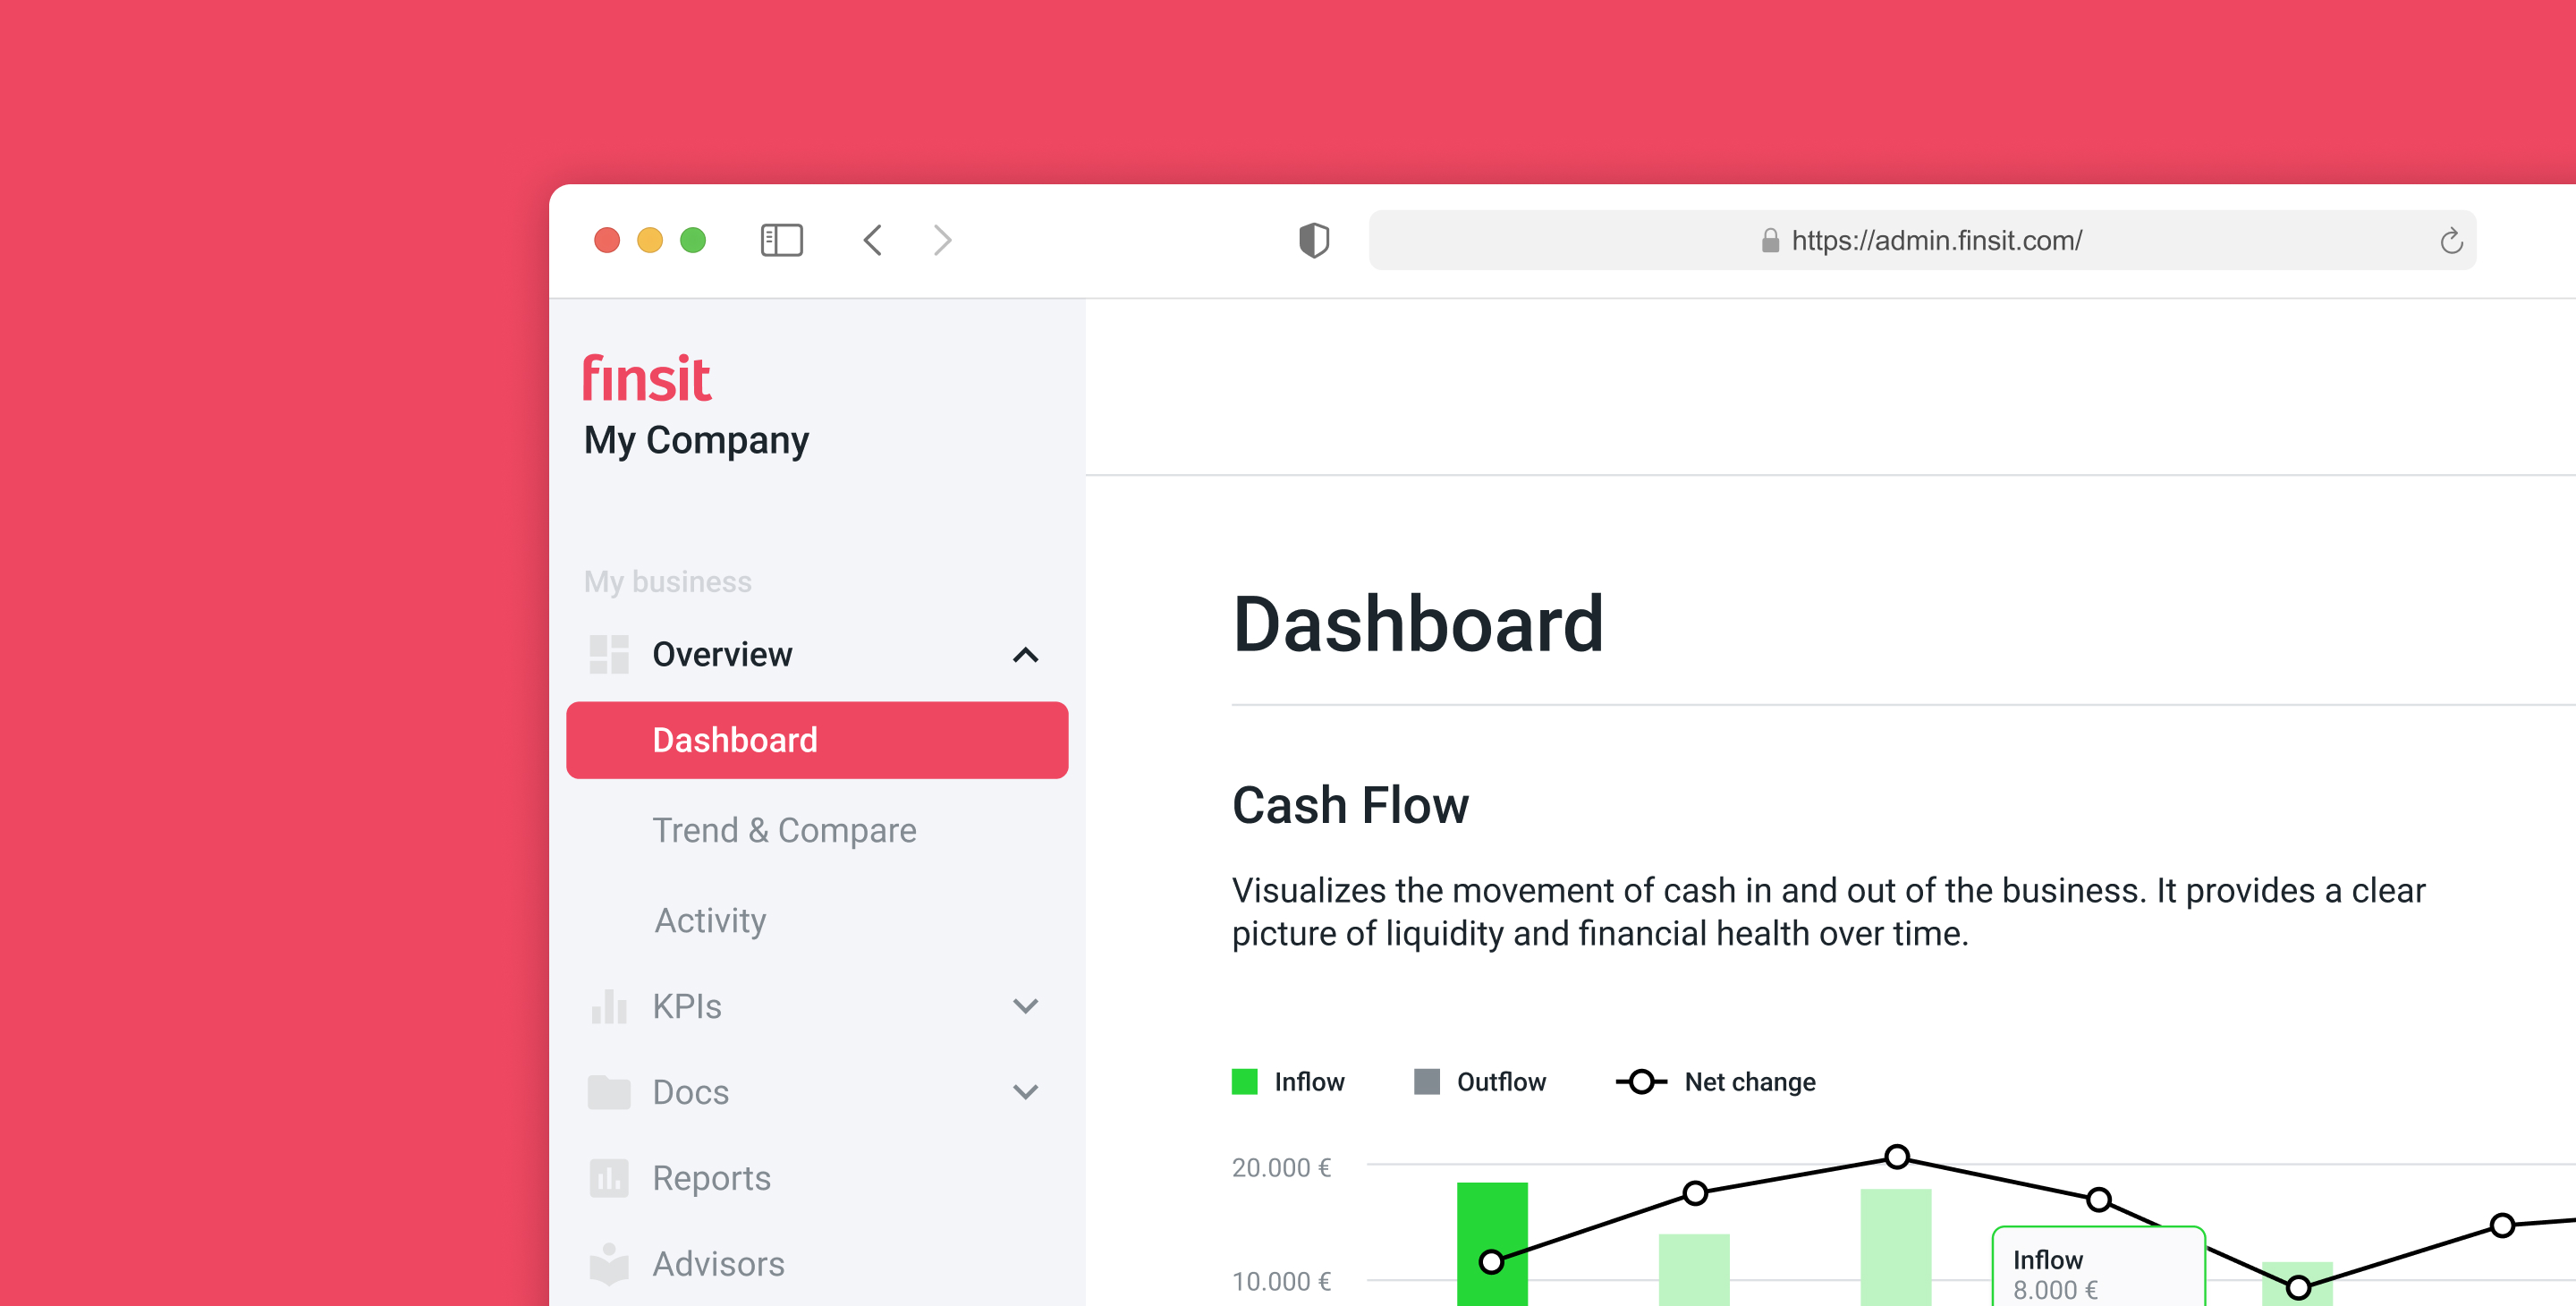 https://admin.finsit.com/
finsit
My Company
My business
Overview
Dashboard
Trend & Compare
Activity
KPIs
Docs
Reports
Advisors
Dashboard
Cash Flow
Visualizes the movement of cash in and out of the business. It provides a clear
picture of liquidity and financial health over time.
Inflow Outflow Net change
20.000 €
10.000 €
Inflow
8.000 €